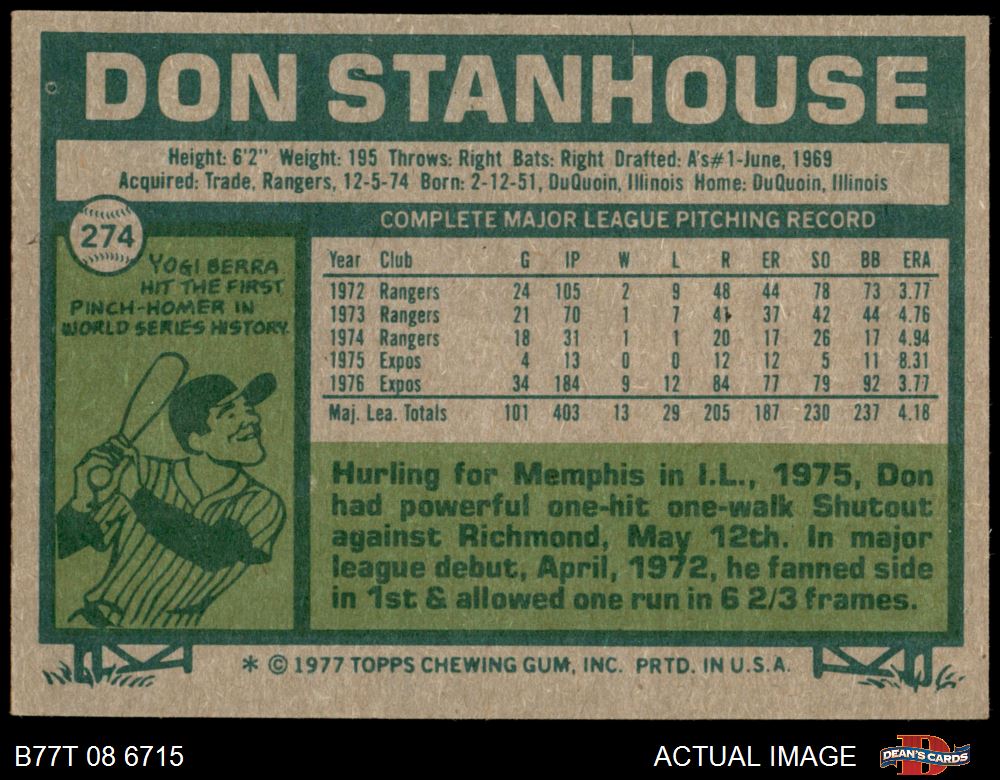 DON STANHOUSE
Height: 6'2" Weight: 195 Throws: Right Bats: Right Drafted: A's#1-June, 1969
Acquired: Trade, Rangers, 12-5-74 Born: 2-12-51, DuQuoin, Illinois Home: DuQuoin, Illinois
274
YOGI BERRA
HIT THE FIRST
PINCH-HOMER IN
WORLD SERIES HISTORY.
COMPLETE MAJOR LEAGUE PITCHING RECORD
Year Club G IP W L R ER SO BB ERA
1972 Rangers 24 105 2 9 48 44 78 73 3.77
1973 Rangers 21 70 1 7 41 37 42 44 4.76
1974 Rangers 18 31 1 1 20 17 26 17 4.94
1975 Expos 4 13 0 0 12 12 5 11 8.31
1976 Expos 34 184 9 12 84 77 79 92 3.77
Maj. Lea. Totals 101 403 13 29 205 187 230 237 4.18
Hurling for Memphis in I.L., 1975, Don
had powerful one-hit one-walk Shutout
against Richmond, May 12th. In major
league debut, April, 1972, he fanned side
in 1st & allowed one run in 6 2/3 frames.
* © 1977 TOPPS CHEWING GUM, INC. PRTD. IN U.S.A.
B77T 08 6715
ACTUAL IMAGE
DEAN'S CARDS